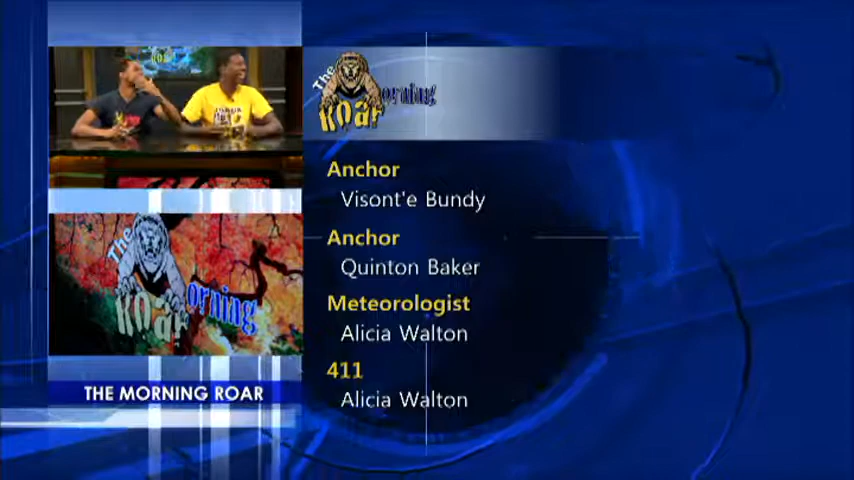 The
Roar
orning
Anchor
Visont'e Bundy
Anchor
Quinton Baker
Meteorologist
Alicia Walton
411
Alicia Walton
The
Roar
orning
THE MORNING ROAR